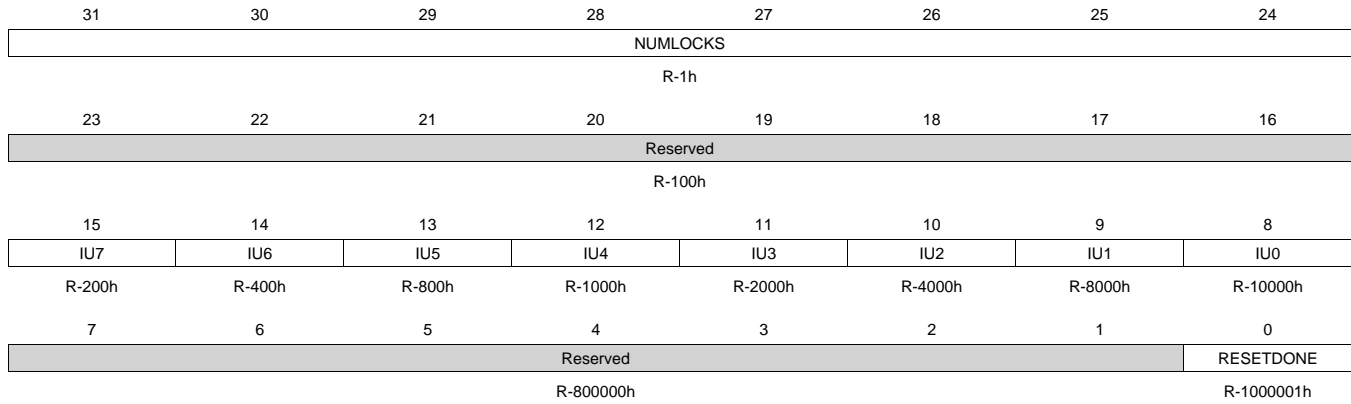 31 30 29 28 27 26 25 24
NUMLOCKS
R-1h
23 22 21 20 19 18 17 16
Reserved
R-100h
15 14 13 12 11 10 9 8
IU7 IU6 IU5 IU4 IU3 IU2 IU1 IU0
R-200h R-400h R-800h R-1000h R-2000h R-4000h R-8000h R-10000h
7 6 5 4 3 2 1 0
Reserved RESETDONE
R-800000h R-1000001h